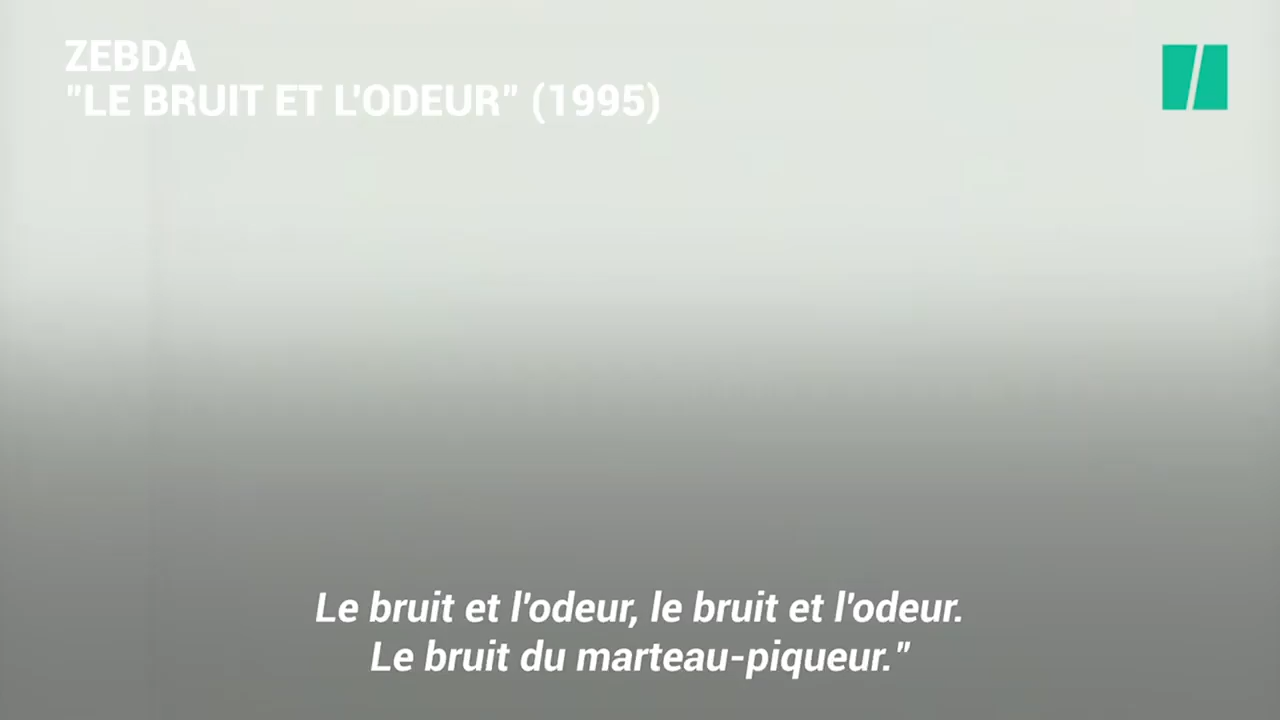 ZEBDA
"LE BRUIT ET L'ODEUR" (1995)
Le bruit et l'odeur, le bruit et l'odeur.
Le bruit du marteau-piqueur."